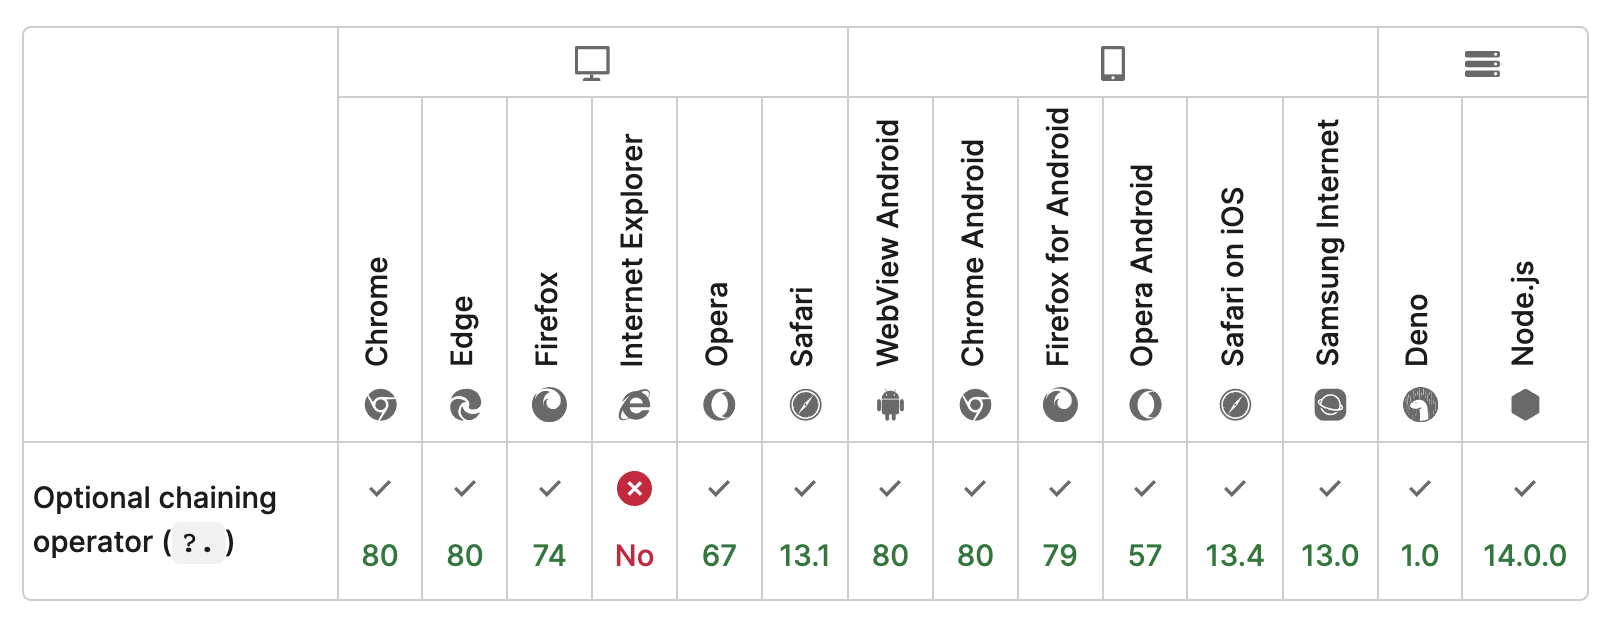 Chrome
Edge
Firefox
Internet Explorer
Opera
Safari
WebView Android
Chrome Android
Firefox for Android
Opera Android
Safari on iOS
Samsung Internet
Deno
Node.js
Optional chaining
operator (?.)
80
80
74
No
67
13.1
80
80
79
57
13.4
13.0
1.0
14.0.0